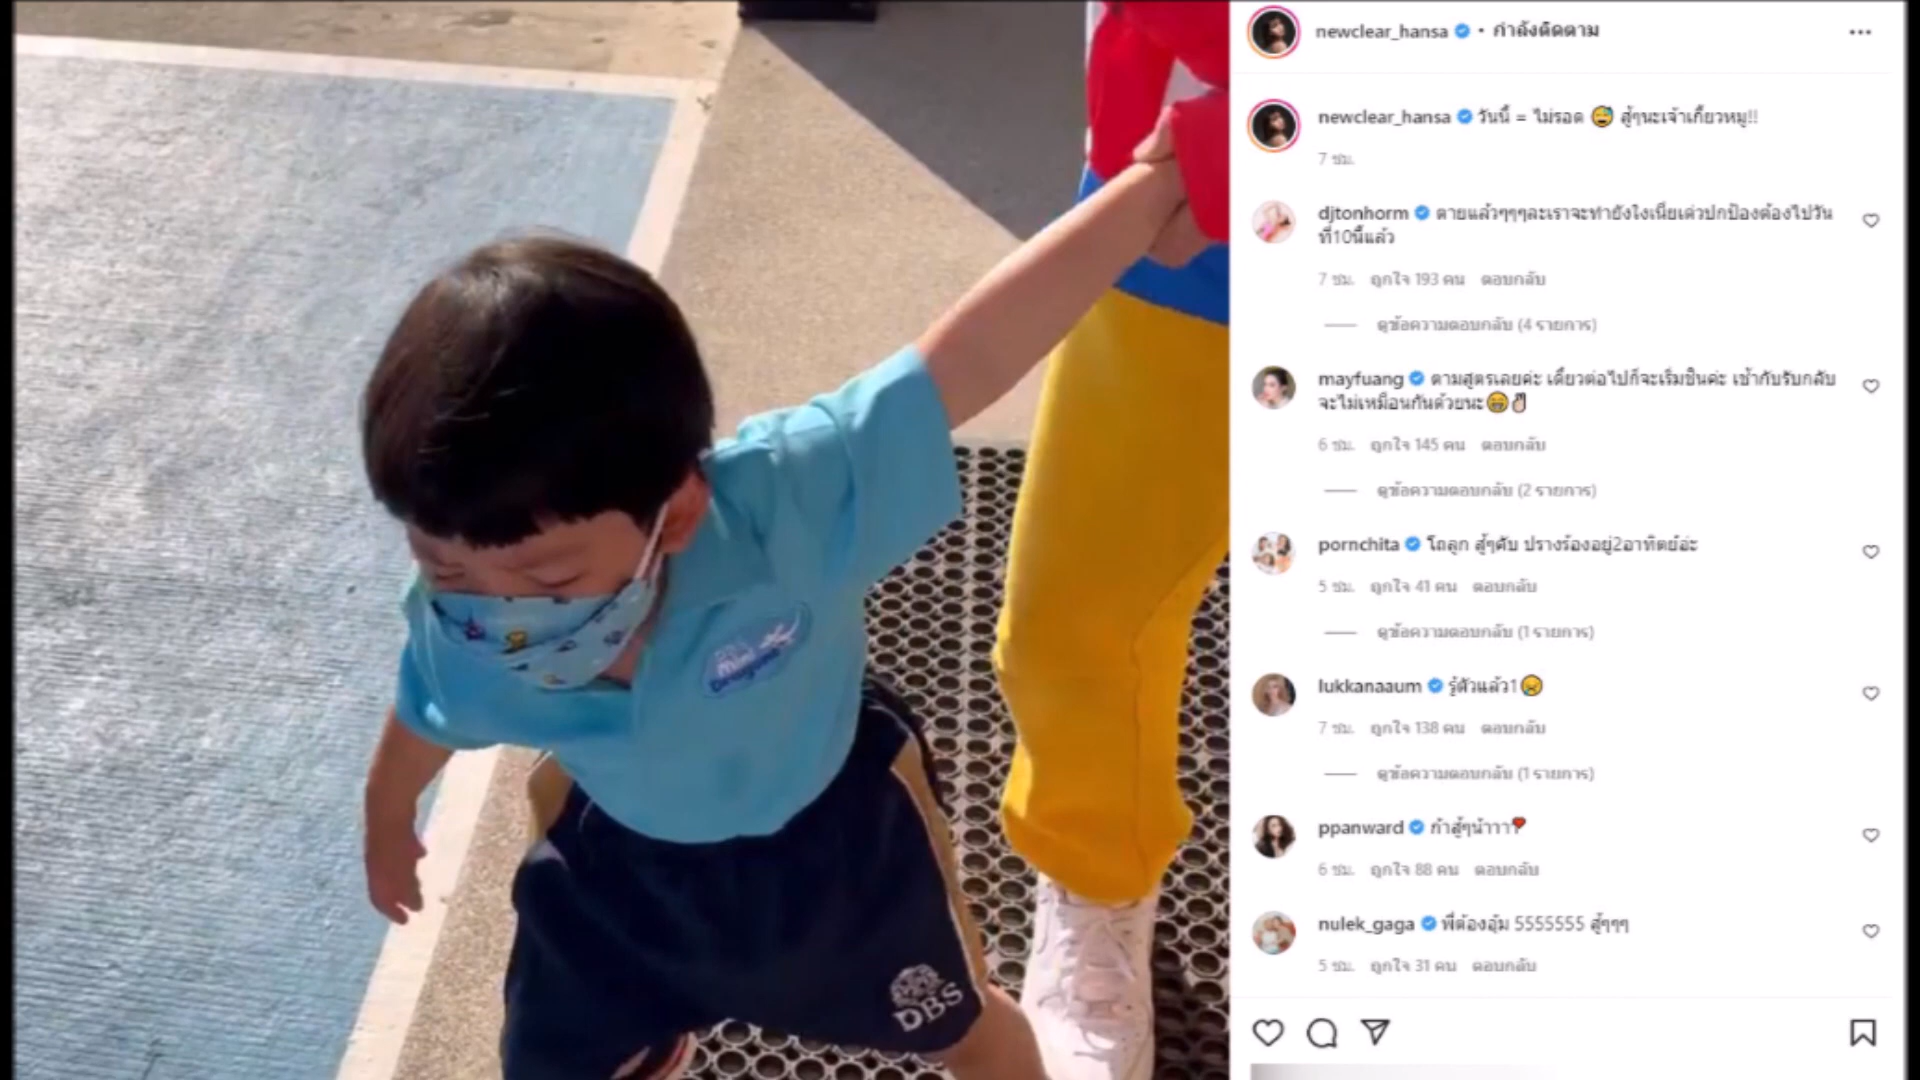 newclear_hansa • กำลังติดตาม
newclear_hansa วันนี้ = ไม่รอด 😅 สู้ๆนะเจ้าเกี๊ยวหมู!!
7 ชม.
djtonhorm ตายแล้วๆๆๆละเราจะทำยังไงเนี่ยเด่วปกป้องต้องไปวัน
ที่10นี้แล้ว
7 ชม. ถูกใจ 193 คน ตอบกลับ
ดูข้อความตอบกลับ (4 รายการ)
mayfuang ตามสูตรเลยค่ะ เดี๋ยวต่อไปก็จะเริ่มชินค่ะ เช้ากับรับกลับ
จะไม่เหมือนกันด้วยนะ😁✌🏻
6 ชม. ถูกใจ 145 คน ตอบกลับ
ดูข้อความตอบกลับ (2 รายการ)
pornchita โถลูก สู้ๆคับ ปรางร้องอยู่2อาทิตย์อ่ะ
5 ชม. ถูกใจ 41 คน ตอบกลับ
ดูข้อความตอบกลับ (1 รายการ)
lukkanaaum รู้ตัวแล้ว1😭
7 ชม. ถูกใจ 138 คน ตอบกลับ
ดูข้อความตอบกลับ (1 รายการ)
ppanward ก้าสู้ๆน้าาาา❣️
6 ชม. ถูกใจ 88 คน ตอบกลับ
nulek_gaga พี่ต้องอุ้ม 5555555 สู้ๆๆๆ
5 ชม. ถูกใจ 31 คน ตอบกลับ
mini
Dragons
DBS